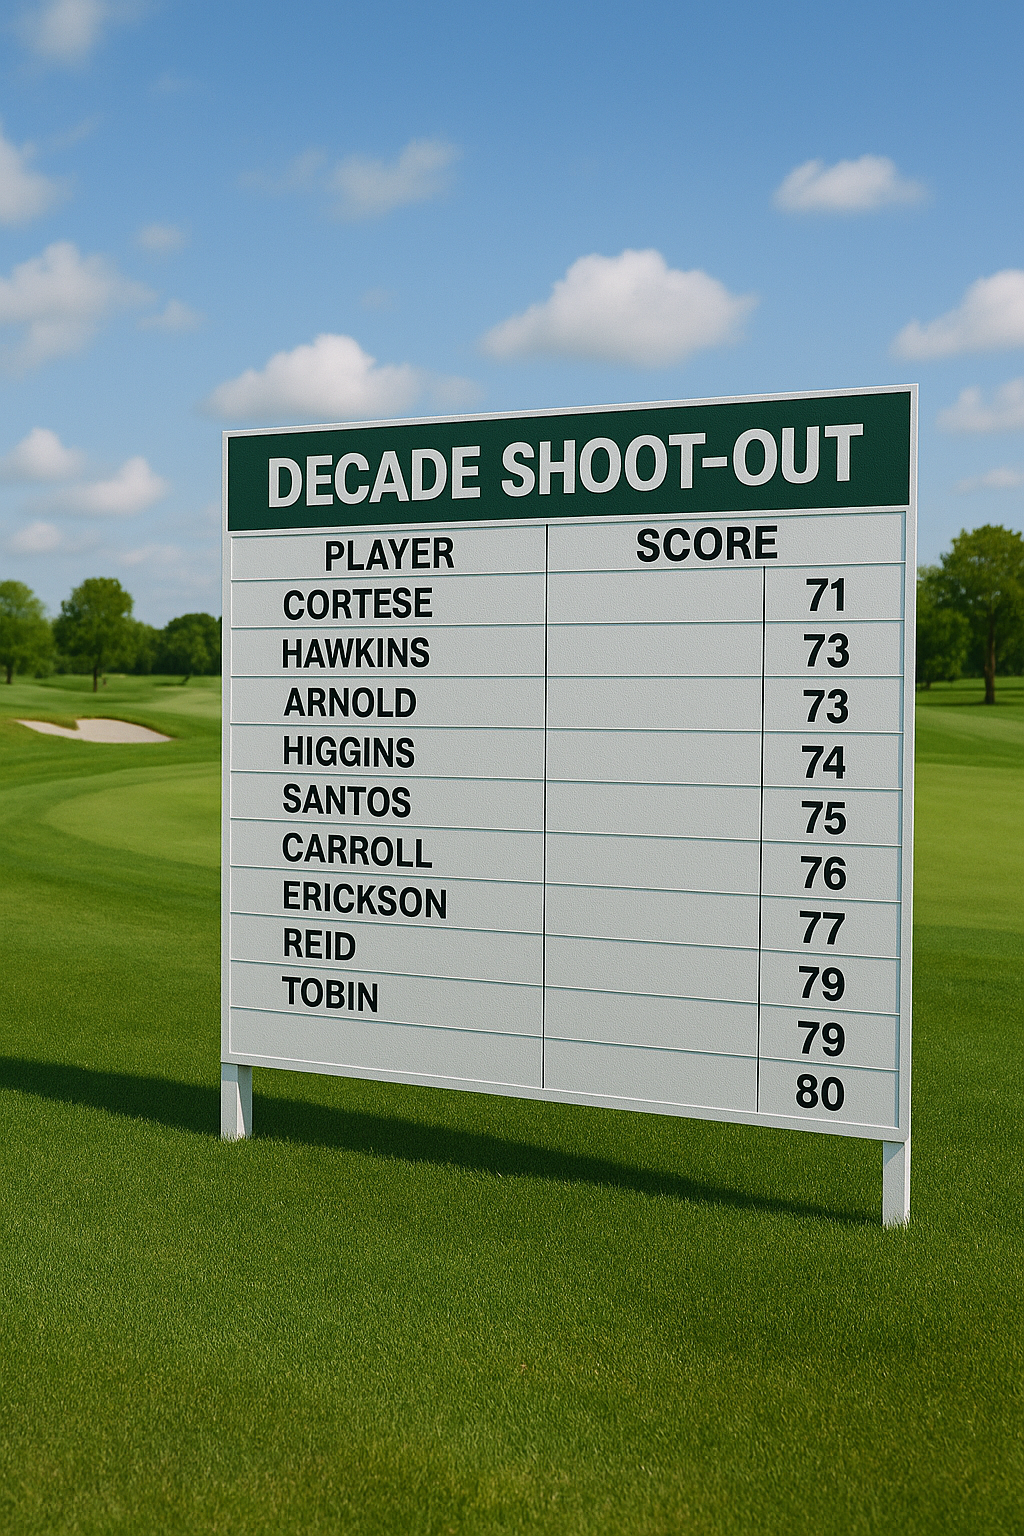 DECADE SHOOT-OUT
PLAYER SCORE
CORTESE 71
HAWKINS 73
ARNOLD 73
HIGGINS 74
SANTOS 75
CARROLL 76
ERICKSON 77
REID 79
TOBIN 79
80